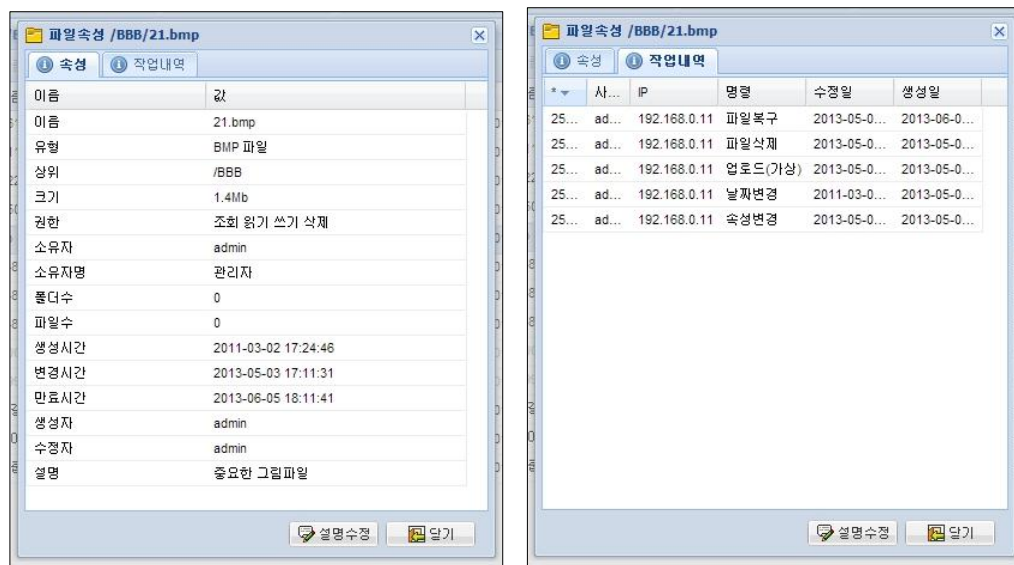 파일속성 /BBB/21.bmp
속성 작업내역
이름 값
이름 21.bmp
유형 BMP 파일
상위 /BBB
크기 1.4Mb
권한 조회 읽기 쓰기 삭제
소유자 admin
소유자명 관리자
폴더수 0
파일수 0
생성시간 2011-03-02 17:24:46
변경시간 2013-05-03 17:11:31
만료시간 2013-06-05 18:11:41
생성자 admin
수정자 admin
설명 중요한 그림파일
설명수정 닫기
파일속성 /BBB/21.bmp
속성 작업내역
* 사... IP 명령 수정일 생성일
25... ad... 192.168.0.11 파일복구 2013-05-0... 2013-06-0...
25... ad... 192.168.0.11 파일삭제 2013-05-0... 2013-05-0...
25... ad... 192.168.0.11 업로드(가상) 2013-05-0... 2013-05-0...
25... ad... 192.168.0.11 날짜변경 2011-03-0... 2013-05-0...
25... ad... 192.168.0.11 속성변경 2013-05-0... 2013-05-0...
설명수정 닫기